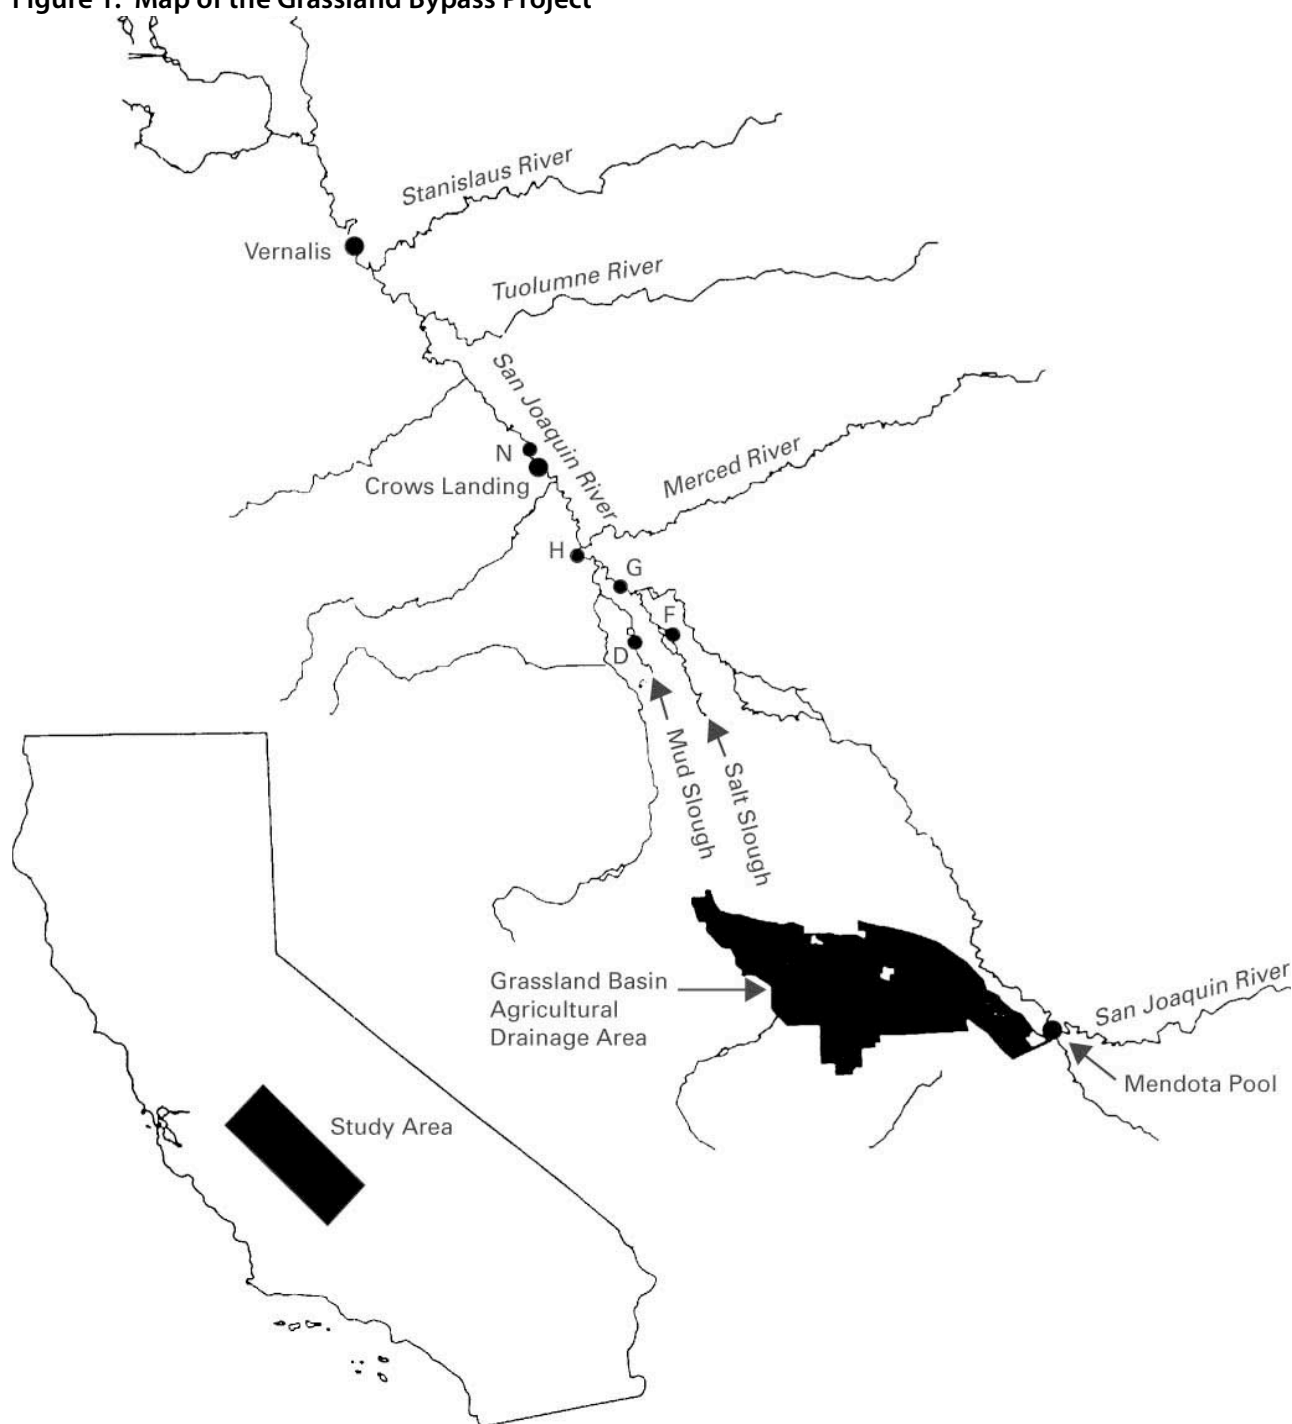 Figure 1. Map of the Grassland Bypass Project
Stanislaus River
Vernalis
Tuolumne River
San Joaquin River
N
Crows Landing
Merced River
H
G
F
D
Mud Slough
Salt Slough
Grassland Basin
Agricultural
Drainage Area
San Joaquin River
Mendota Pool
Study Area